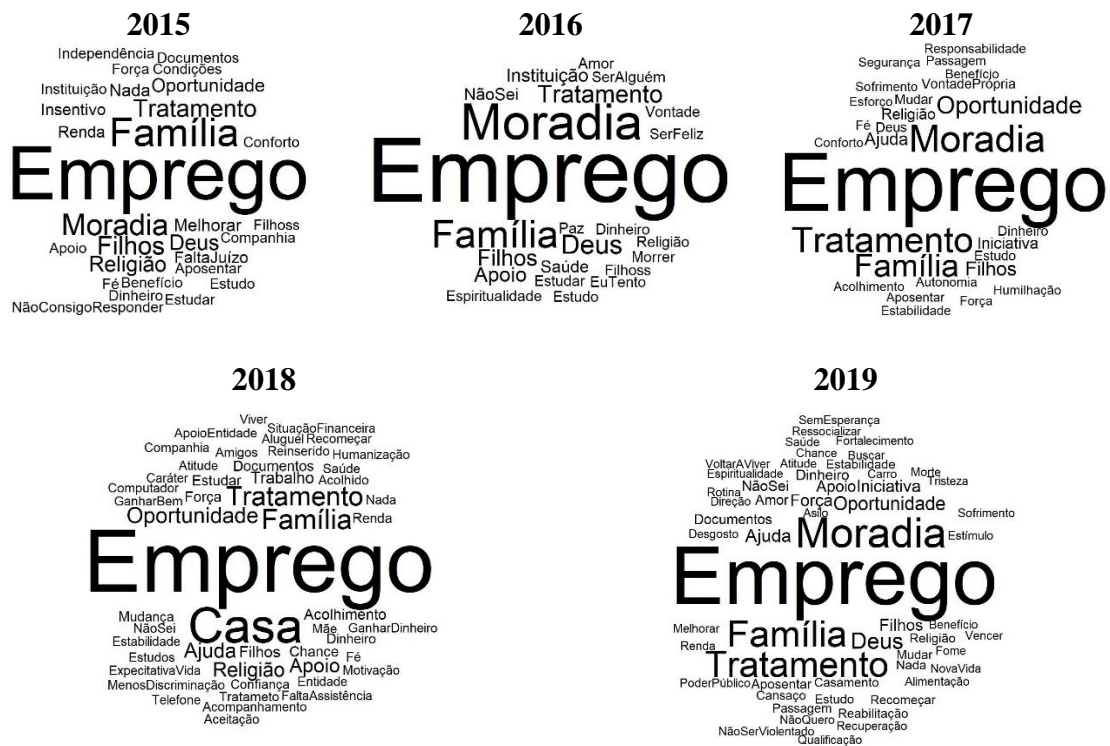 2015
Independência Documentos
Força Condições
Instituição Nada Oportunidade
Insentivo Tratamento
Renda Família Conforto
Emprego
Moradia Melhorar Filhoss
Apoio Filhos Deus Companhia
Religião FaltaJuízo
Aposentar
Fé Benefício Estudo
Dinheiro Estudar
NãoConsigoResponder
2016
Amor
Instituição SerAlguém
NãoSei Tratamento
Moradia Vontade
SerFeliz
Emprego
Família Paz Dinheiro
Deus Religião
Filhos Morrer
Apoio Saúde Filhoss
Estudar EuTento
Espiritualidade Estudo
2017
Responsabilidade
Segurança Passagem
Benefício
Sofrimento VontadePrópria
Esforço Mudar Oportunidade
Religião
Fé Deus Moradia
Conforto Ajuda
Emprego
Tratamento Dinheiro
Iniciativa
Estudo
Família Filhos
Acolhimento Autonomia Humilhação
Aposentar Força
Estabilidade
2018
Viver
SituaçãoFinanceira
ApoioEntidade Aluguel Recomeçar
Companhia Amigos Reinserido Humanização
Atitude Documentos Saúde
Caráter Estudar Trabalho Acolhido
Computador
GanharBem Força Tratamento Nada
Oportunidade Família Renda
Emprego
Mudança Casa Acolhimento
NãoSei Mãe GanharDinheiro
Estabilidade Dinheiro
Estudos Ajuda Filhos Chance Fé
ExpectativaVida Religião Apoio Motivação
MenosDiscriminação Confiança Entidade
Telefone Tratameto FaltaAssistência
Acompanhamento
Aceitação
2019
SemEsperança
Ressocializar
Saúde Fortalecimento
Chance Buscar
VoltarAViver Atitude Estabilidade
Espiritualidade Dinheiro Carro Morte
NãoSei ApoioIniciativa Tristeza
Rotina
Direção Amor Força Oportunidade
Asilo Sofrimento
Documentos
Desgosto Ajuda Moradia Estímulo
Emprego
Melhorar Família Filhos Benefício
Renda Deus Religião Vencer
Tratamento Mudar Fome
Nada NovaVida
PoderPúblico Aposentar Casamento Alimentação
Cansaço Estudo Recomeçar
Passagem Reabilitação
NãoQuero
NãoSerViolentado Recuperação
Qualificação